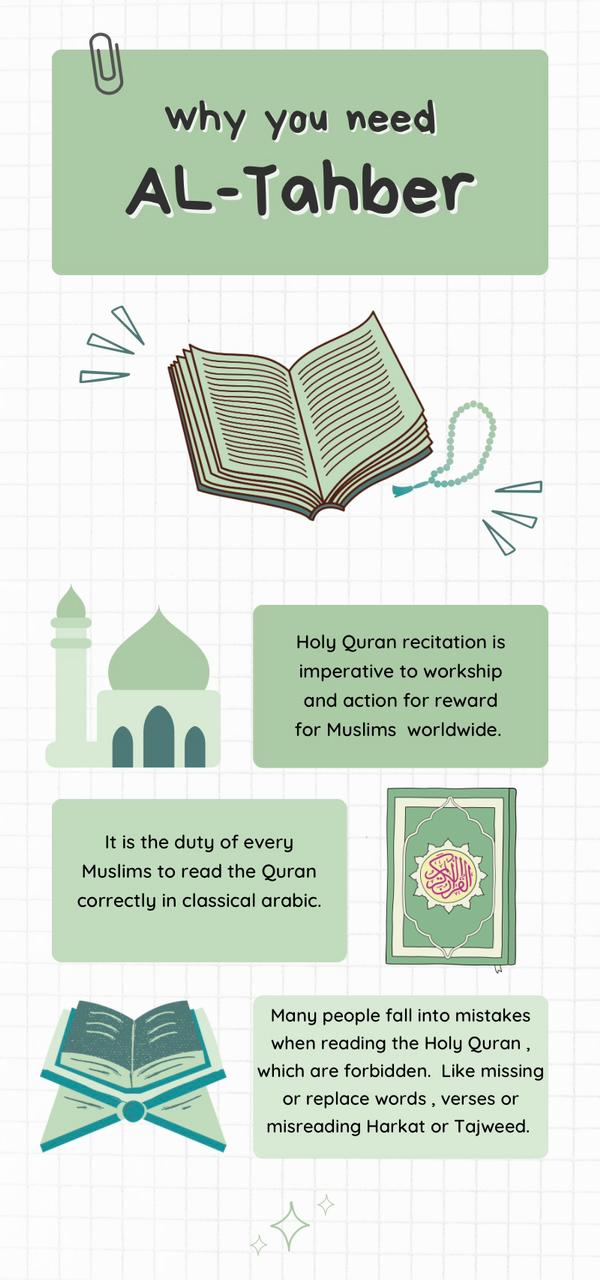 why you need
AL-Tahber
Holy Quran recitation is
imperative to workship
and action for reward
for Muslims worldwide.
It is the duty of every
Muslims to read the Quran
correctly in classical arabic.
القرآن الكريم
Many people fall into mistakes
when reading the Holy Quran ,
which are forbidden. Like missing
or replace words , verses or
misreading Harkat or Tajweed.